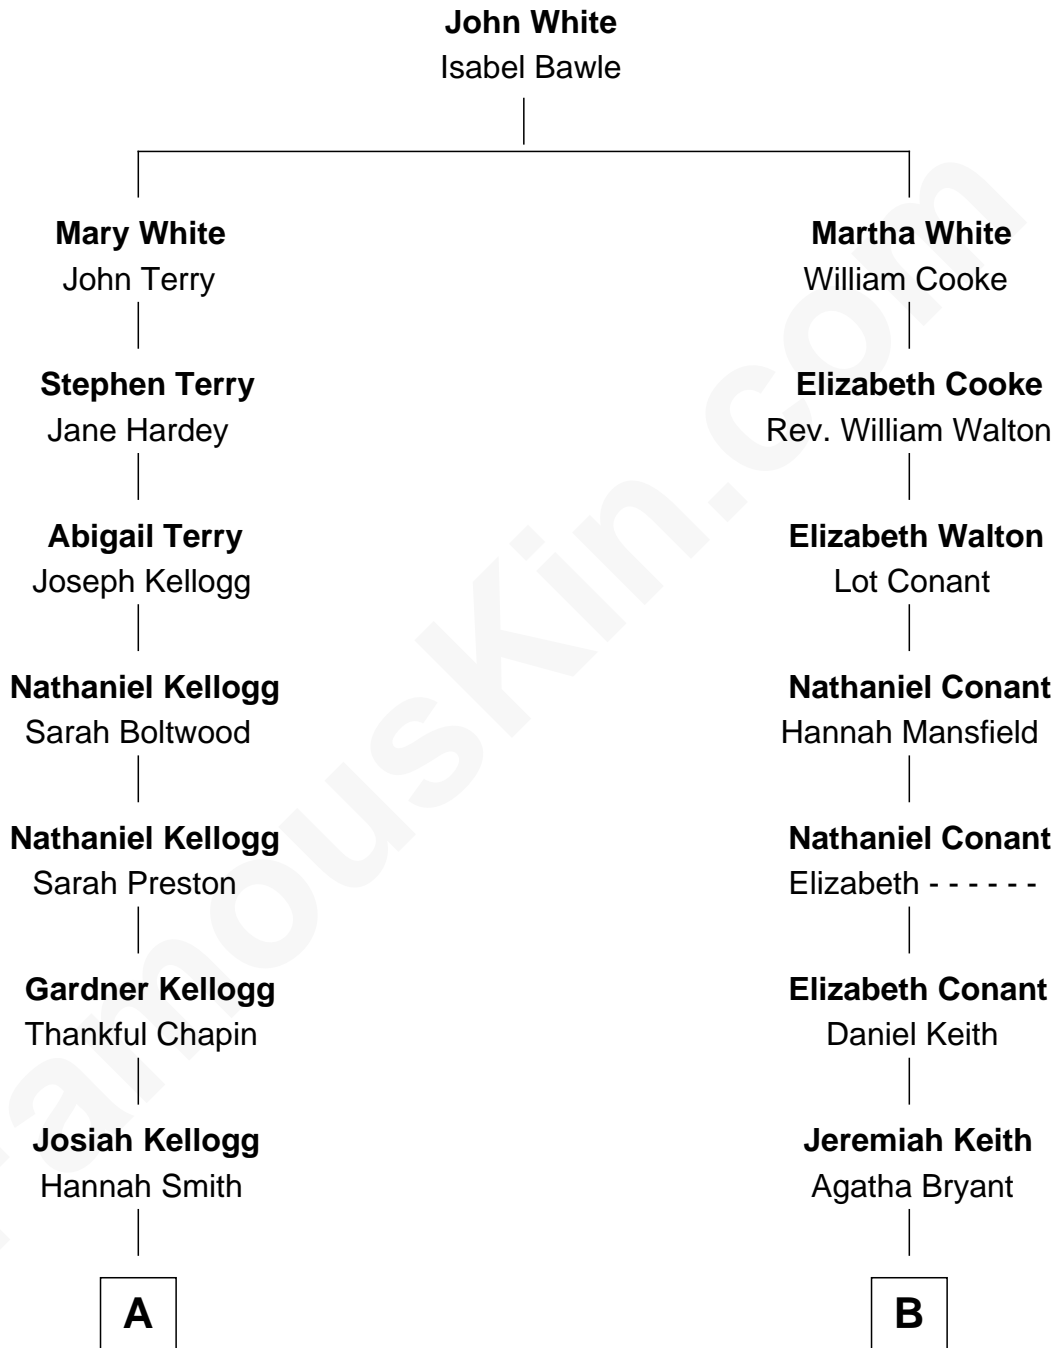 John White
Isabel Bawle
Mary White
John Terry
Martha White
William Cooke
Stephen Terry
Jane Hardey
Elizabeth Cooke
Rev. William Walton
Abigail Terry
Joseph Kellogg
Elizabeth Walton
Lot Conant
Nathaniel Kellogg
Sarah Boltwood
Nathaniel Conant
Hannah Mansfield
Nathaniel Kellogg
Sarah Preston
Nathaniel Conant
Elizabeth - - - - - -
Gardner Kellogg
Thankful Chapin
Elizabeth Conant
Daniel Keith
Josiah Kellogg
Hannah Smith
Jeremiah Keith
Agatha Bryant
A
B
FamousKin.com